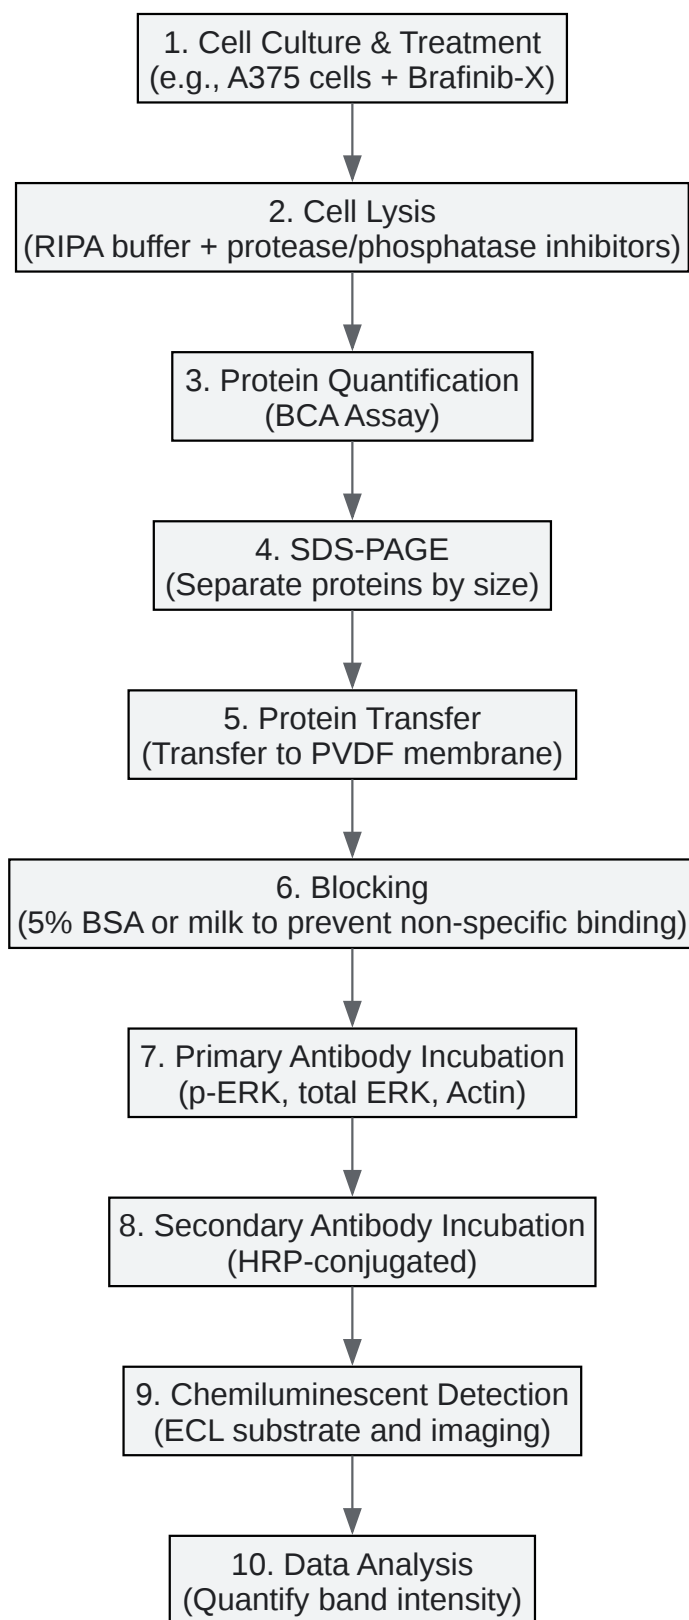 1. Cell Culture & Treatment
(e.g., A375 cells + Brafinib-X)
2. Cell Lysis
(RIPA buffer + protease/phosphatase inhibitors)
3. Protein Quantification
(BCA Assay)
4. SDS-PAGE
(Separate proteins by size)
5. Protein Transfer
(Transfer to PVDF membrane)
6. Blocking
(5% BSA or milk to prevent non-specific binding)
7. Primary Antibody Incubation
(p-ERK, total ERK, Actin)
8. Secondary Antibody Incubation
(HRP-conjugated)
9. Chemiluminescent Detection
(ECL substrate and imaging)
10. Data Analysis
(Quantify band intensity)